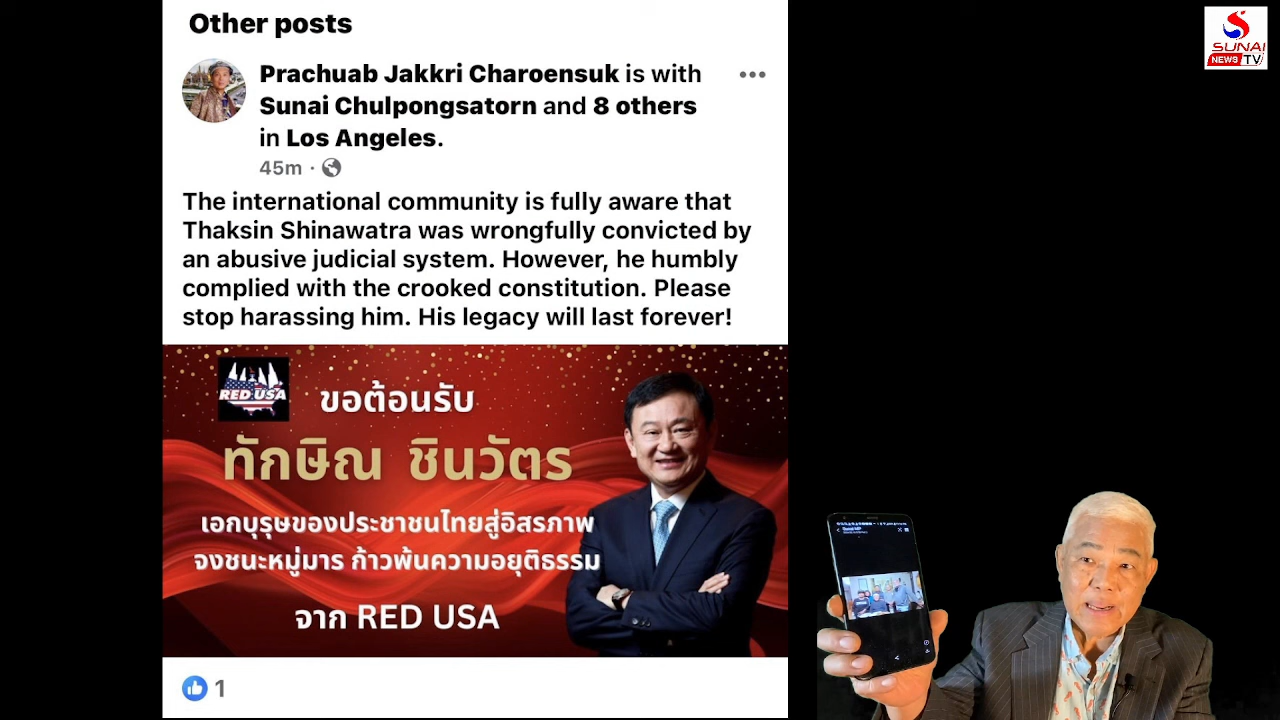 Other posts
SUNAI
NEWS TV
Prachuab Jakkri Charoensuk is with
Sunai Chulpongsatorn and 8 others
in Los Angeles.
45m ·
The international community is fully aware that
Thaksin Shinawatra was wrongfully convicted by
an abusive judicial system. However, he humbly
complied with the crooked constitution. Please
stop harassing him. His legacy will last forever!
RED USA
ขอต้อนรับ
ทักษิณ ชินวัตร
เอกบุรุษของประชาชนไทยสู่อิสรภาพ
จงชนะหมู่มาร ก้าวพ้นความอยุติธรรม
จาก RED USA
1